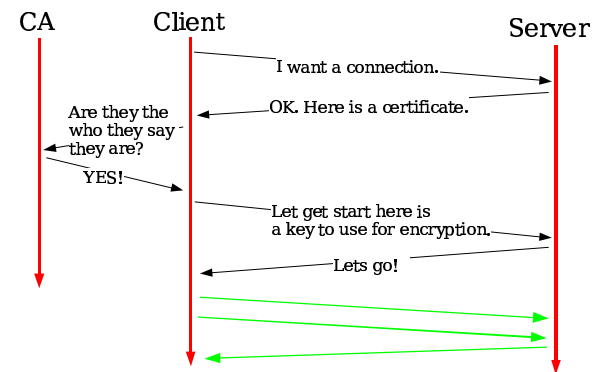 CA
Client
Server
I want a connection.
OK. Here is a certificate.
Are they the
who they say
they are?
YES!
Let get start here is
a key to use for encryption.
Lets go!